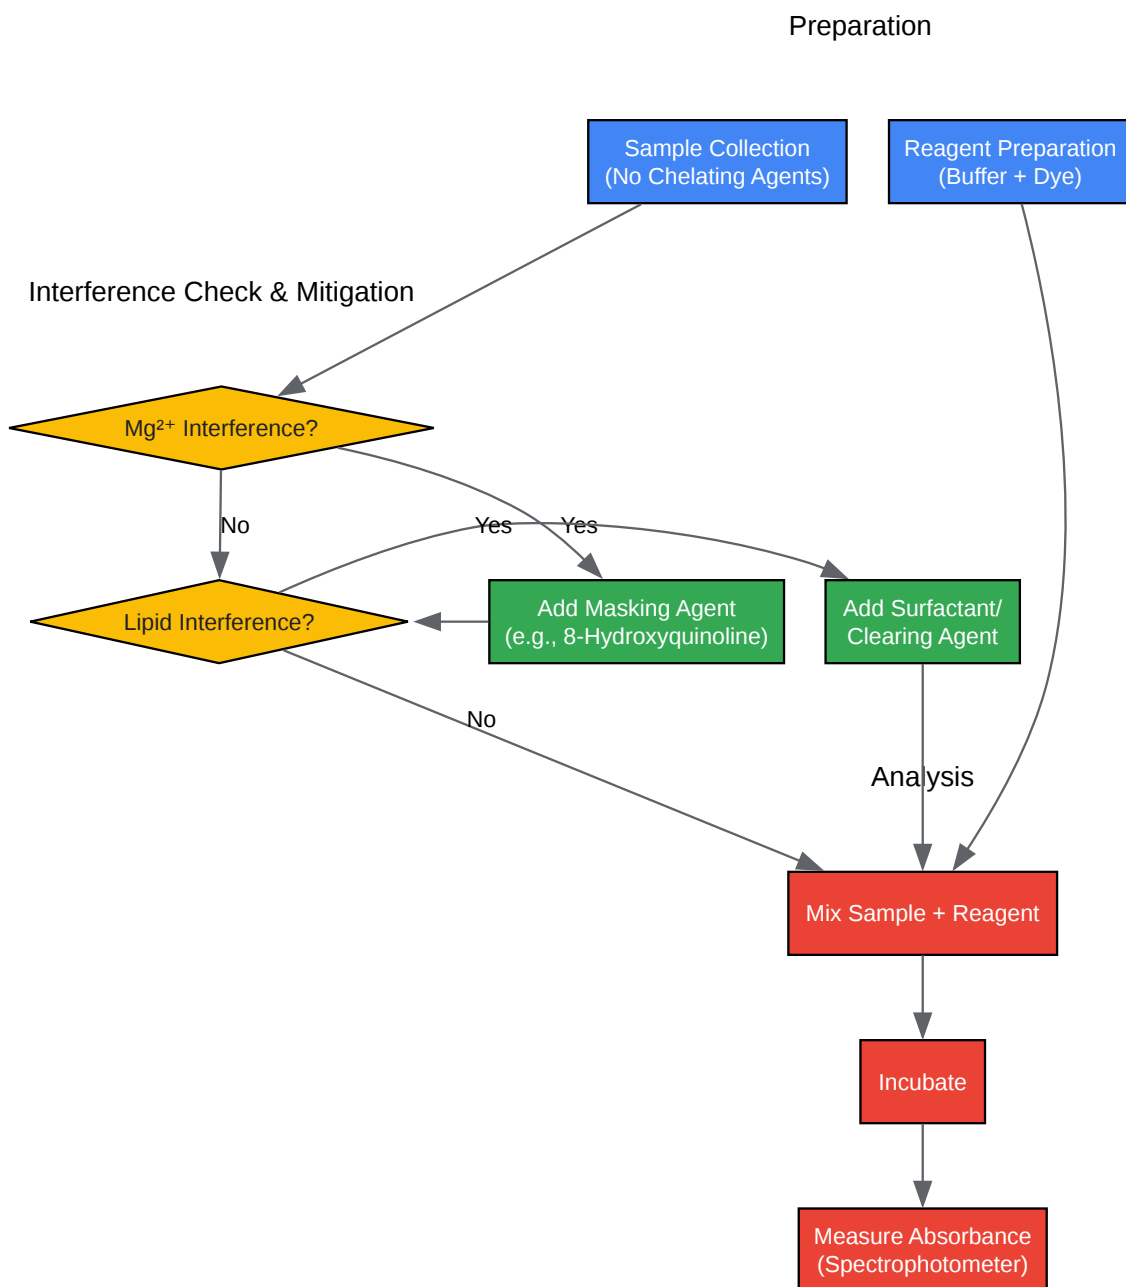 Preparation
Sample Collection
(No Chelating Agents)
Reagent Preparation
(Buffer + Dye)
Interference Check & Mitigation
Mg²⁺ Interference?
No
Yes
Yes
Lipid Interference?
Add Masking Agent
(e.g., 8-Hydroxyquinoline)
Add Surfactant/
Clearing Agent
No
Analysis
Mix Sample + Reagent
Incubate
Measure Absorbance
(Spectrophotometer)